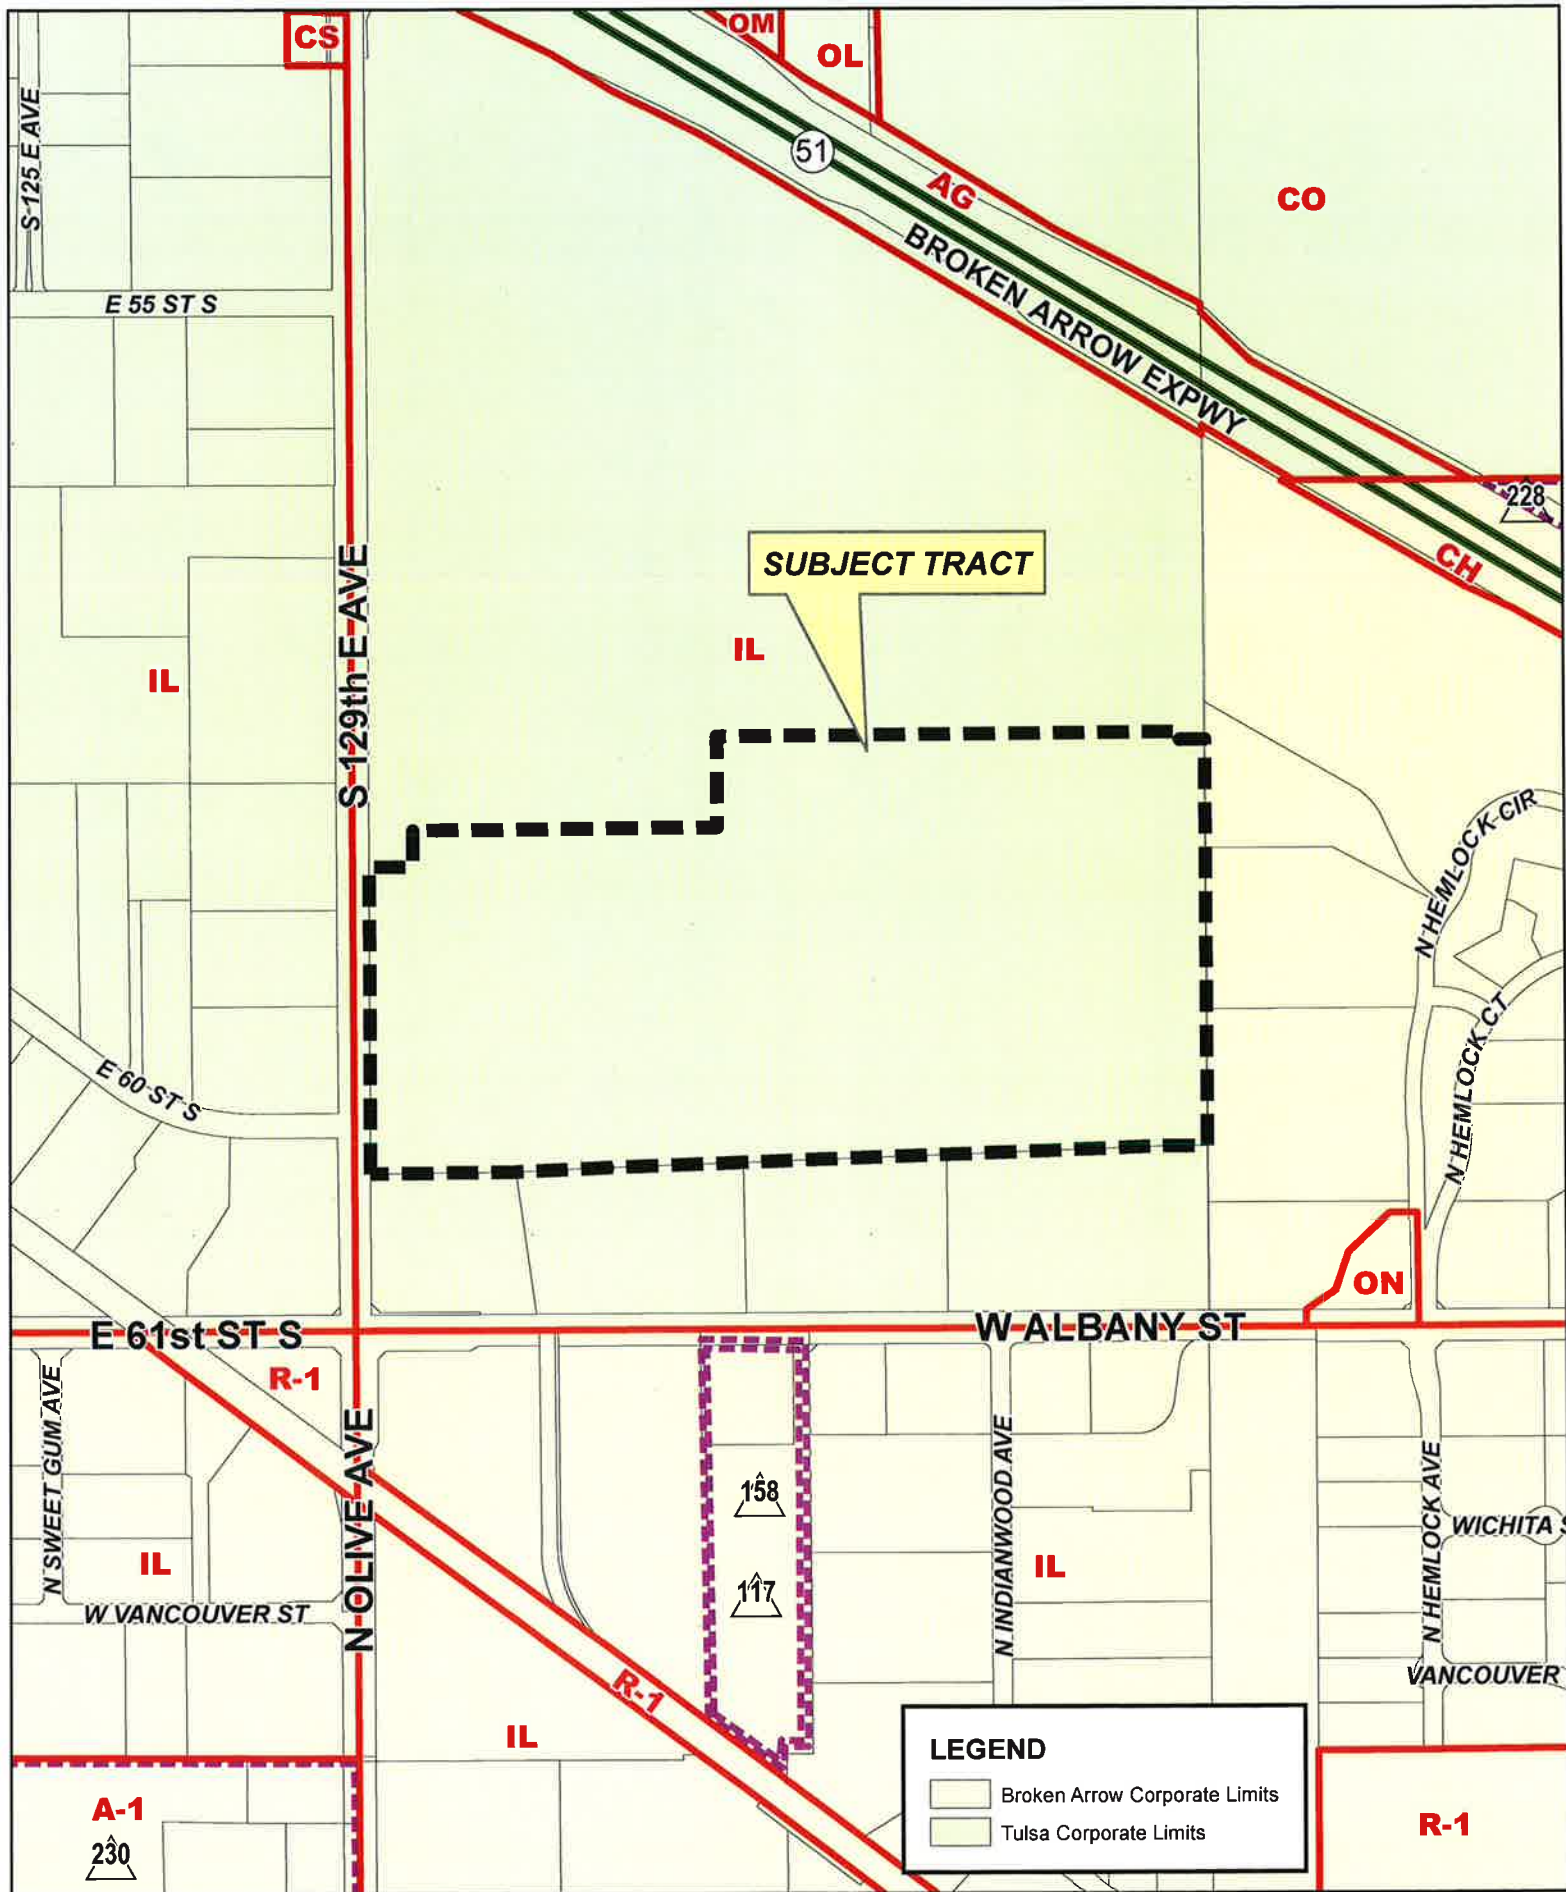 CS
OM
OL
S 125 E AVE
51
AG
CO
BROKEN ARROW EXPWY
E 55 ST S
228
CH
SUBJECT TRACT
IL
IL
S 129th E AVE
N HEMLOCK CIR
N HEMLOCK CT
E 60 ST S
ON
E 61st ST S
W ALBANY ST
R-1
N SWEET GUM AVE
N OLIVE AVE
158
117
N INDIANWOOD AVE
IL
N HEMLOCK AVE
WICHITA S
IL
W VANCOUVER ST
VANCOUVER
R-1
IL
LEGEND
Broken Arrow Corporate Limits
Tulsa Corporate Limits
A-1
230
R-1